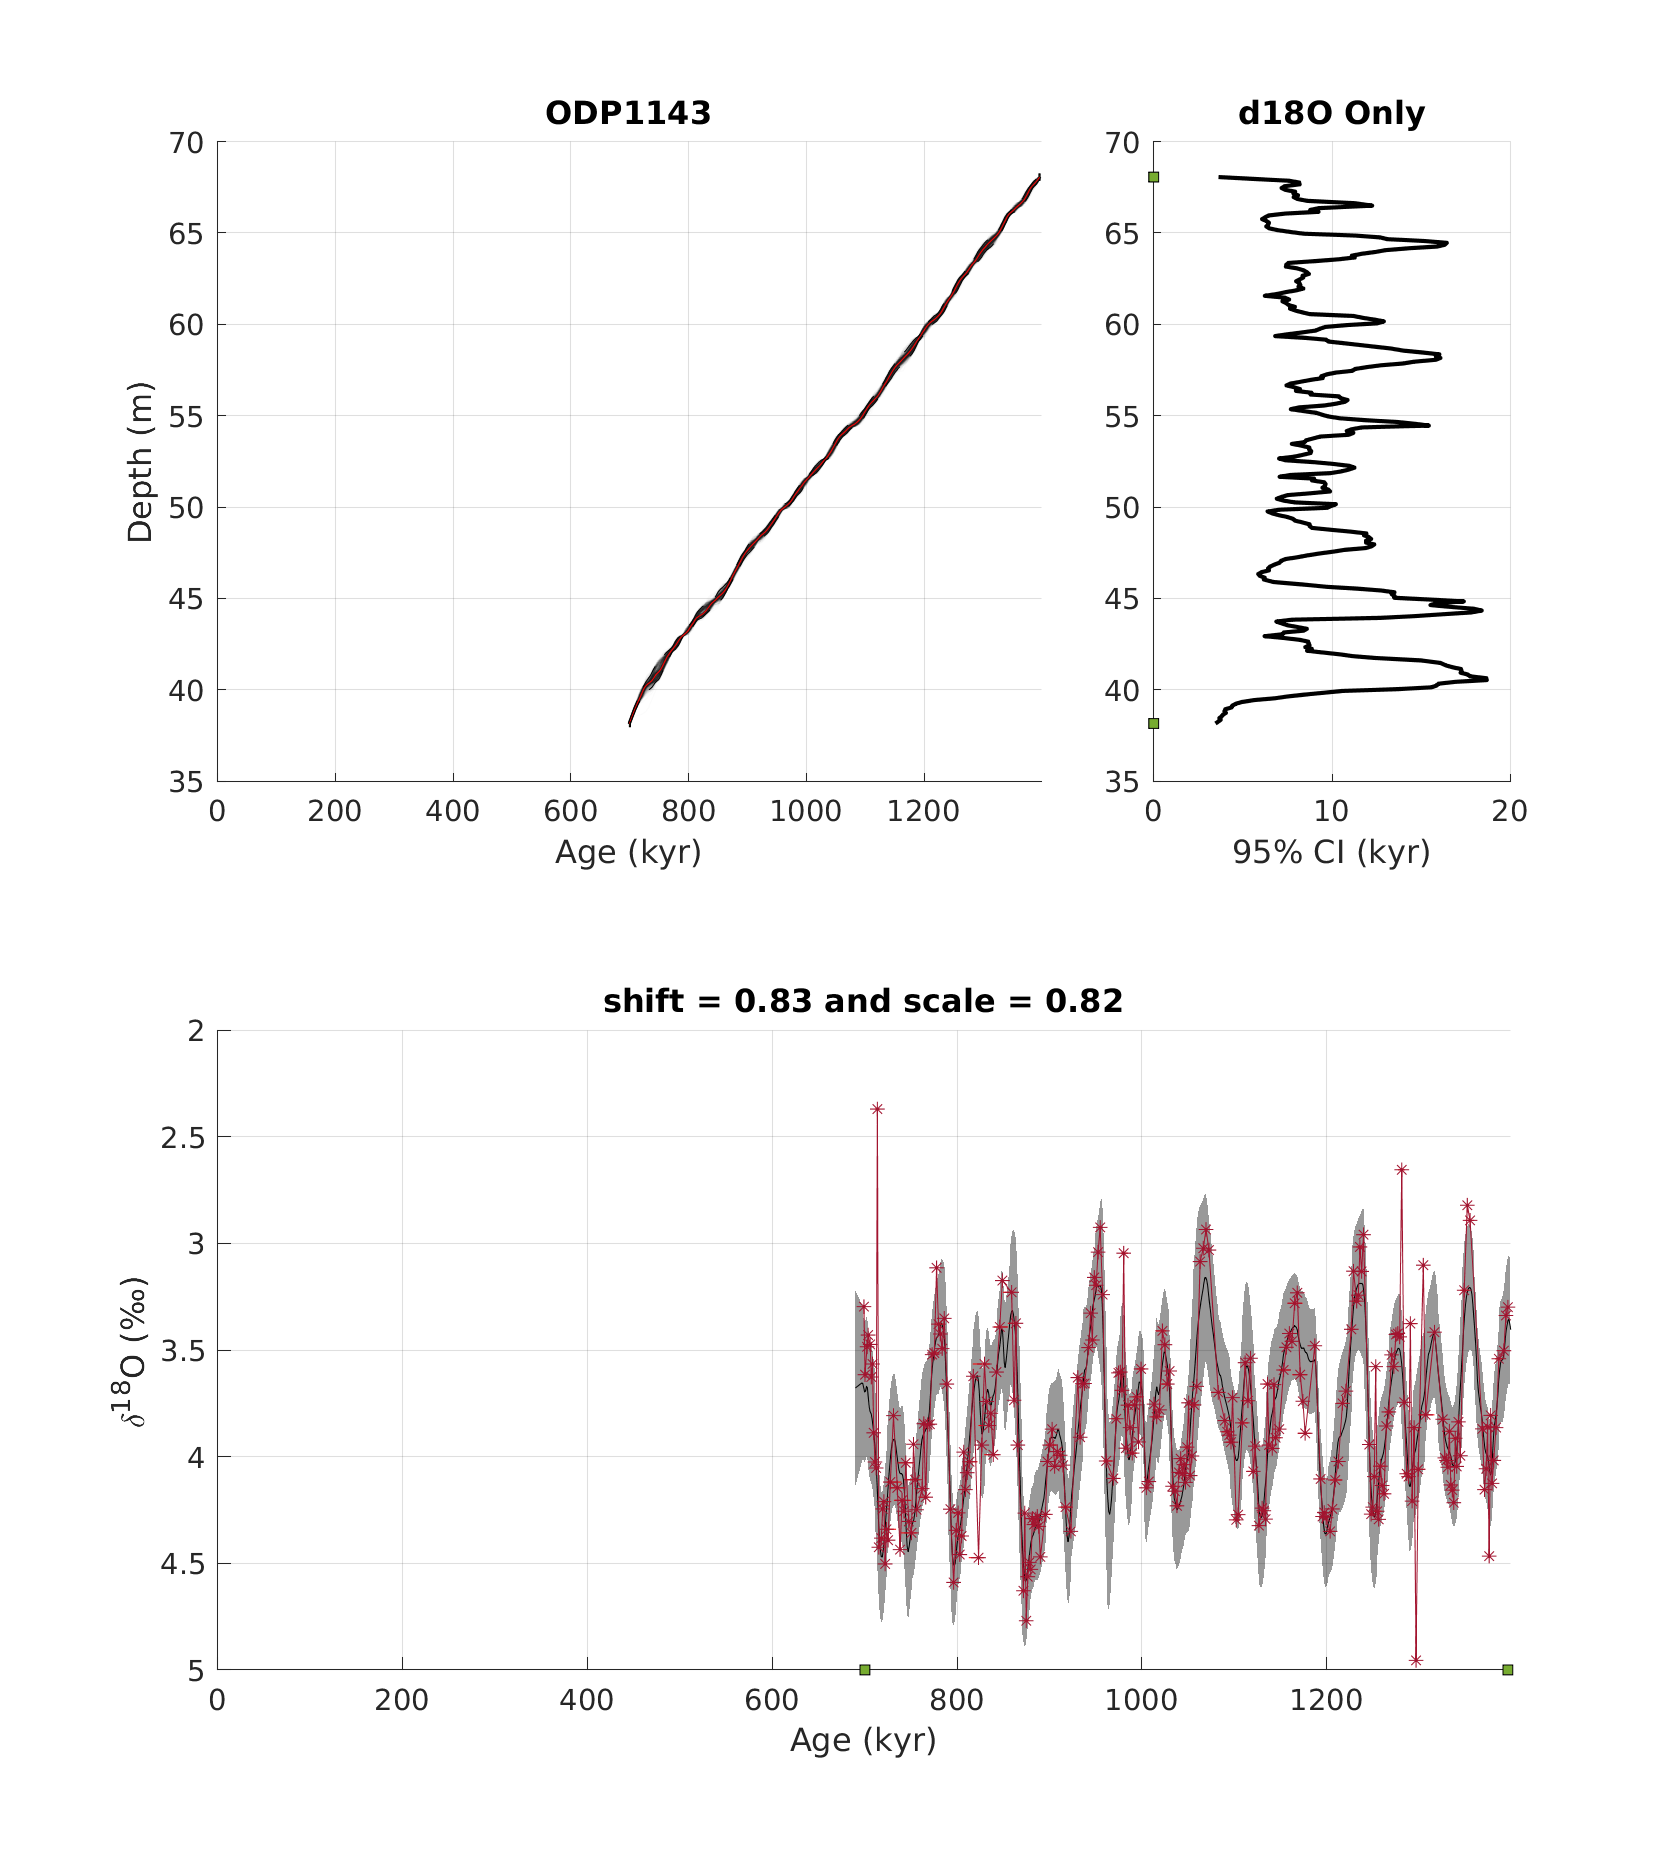 ODP1143
d18O Only
70
65
60
55
50
45
40
35
Depth (m)
0 200 400 600 800 1000 1200
Age (kyr)
70
65
60
55
50
45
40
35
0 10 20
95% CI (kyr)
shift = 0.83 and scale = 0.82
2
2.5
3
3.5
4
4.5
5
δ18O (‰)
0 200 400 600 800 1000 1200
Age (kyr)